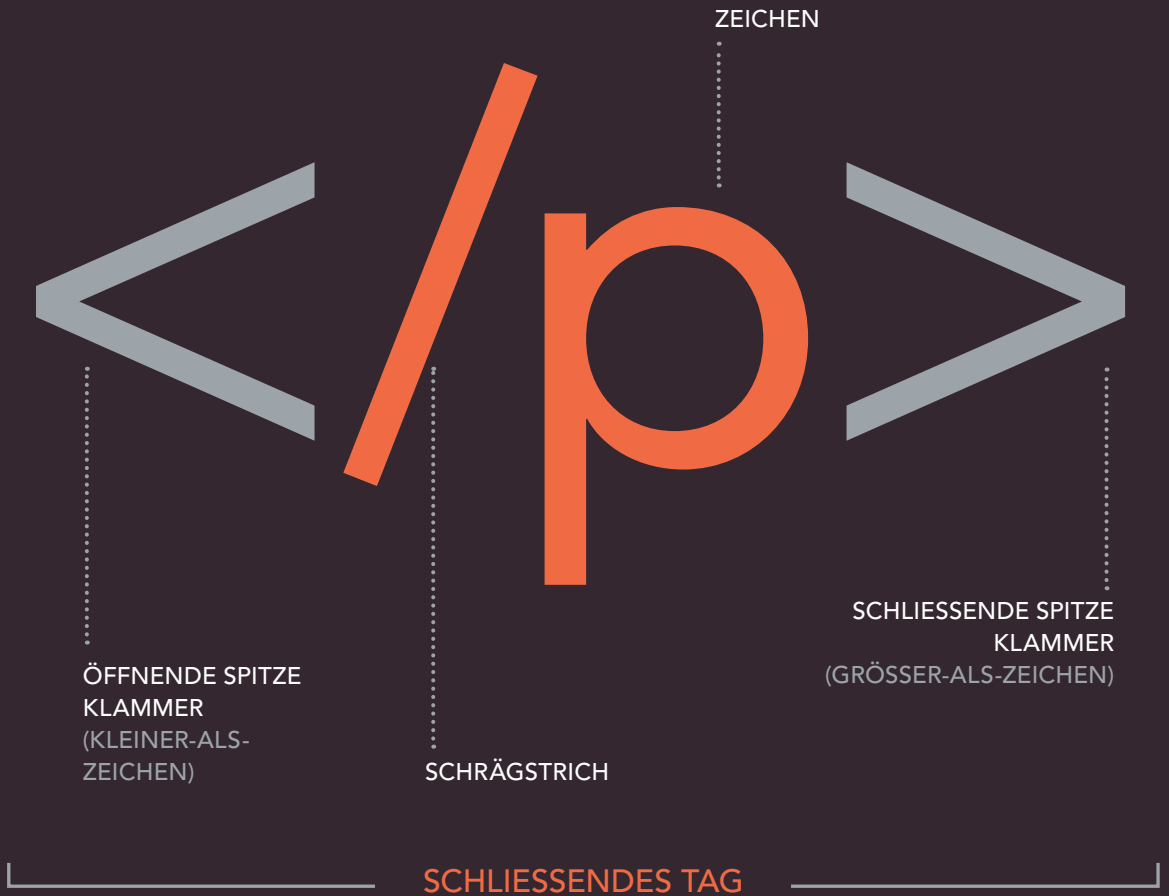 ZEICHEN
</p>
SCHLIESSENDE SPITZE
KLAMMER
(GRÖSSER-ALS-ZEICHEN)
ÖFFNENDE SPITZE
KLAMMER
(KLEINER-ALS-
ZEICHEN)
SCHRÄGSTRICH
SCHLIESSENDES TAG